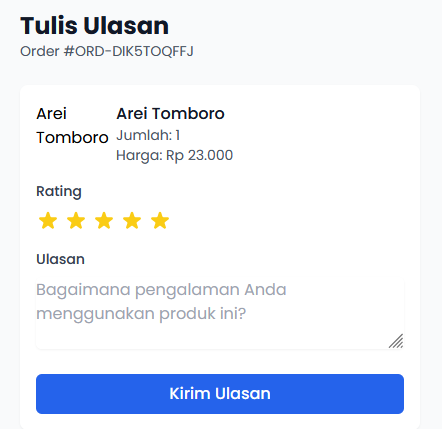 Tulis Ulasan
Order #ORD-DIK5TOQFFJ
Arei
Tomboro
Arei Tomboro
Jumlah: 1
Harga: Rp 23.000
Rating
Ulasan
Bagaimana pengalaman Anda
menggunakan produk ini?
Kirim Ulasan